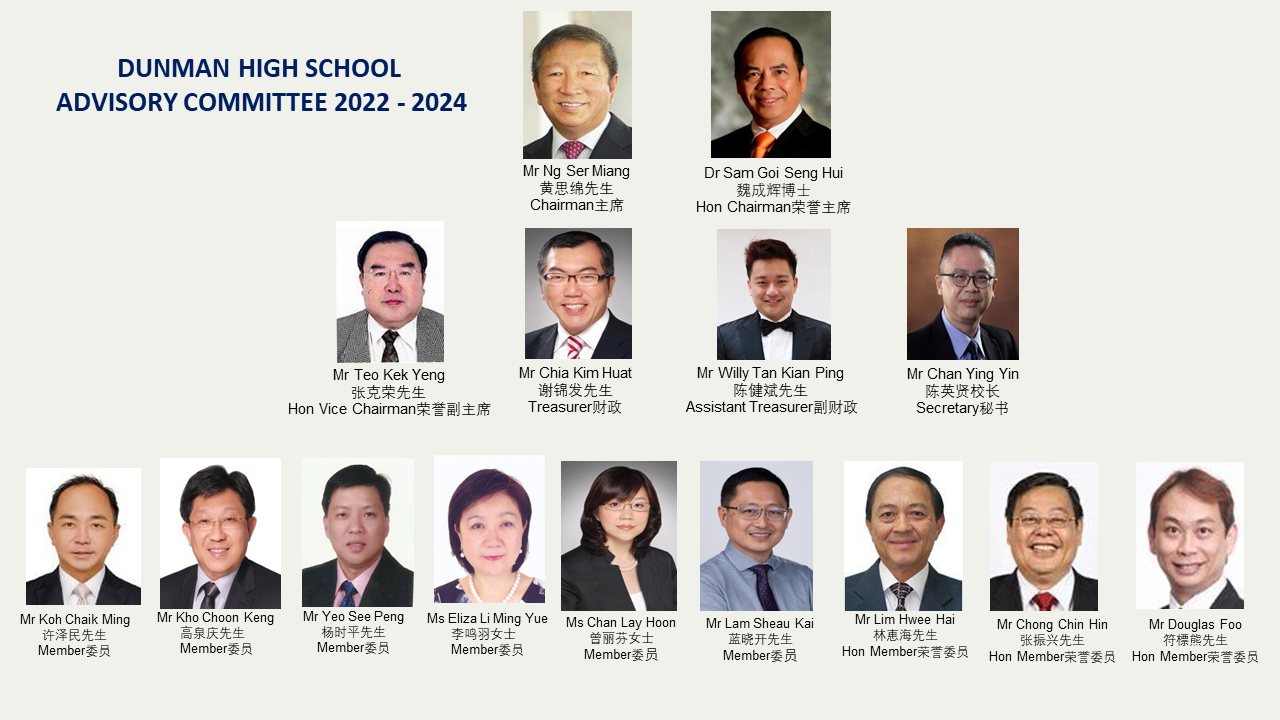 DUNMAN HIGH SCHOOL
ADVISORY COMMITTEE 2022 - 2024
Mr Ng Ser Miang
黄思绵先生
Chairman主席
Dr Sam Goi Seng Hui
魏成辉博士
Hon Chairman荣誉主席
Mr Teo Kek Yeng
张克荣先生
Hon Vice Chairman荣誉副主席
Mr Chia Kim Huat
谢锦发先生
Treasurer财政
Mr Willy Tan Kian Ping
陈健斌先生
Assistant Treasurer副财政
Mr Chan Ying Yin
陈英贤校长
Secretary秘书
Mr Koh Chaik Ming
许泽民先生
Member委员
Mr Kho Choon Keng
高泉庆先生
Member委员
Mr Yeo See Peng
杨时平先生
Member委员
Ms Eliza Li Ming Yue
李鸣羽女士
Member委员
Ms Chan Lay Hoon
曾丽芬女士
Member委员
Mr Lam Sheau Kai
蓝晓开先生
Member委员
Mr Lim Hwee Hai
林惠海先生
Hon Member荣誉委员
Mr Chong Chin Hin
张振兴先生
Hon Member荣誉委员
Mr Douglas Foo
符標熊先生
Hon Member荣誉委员